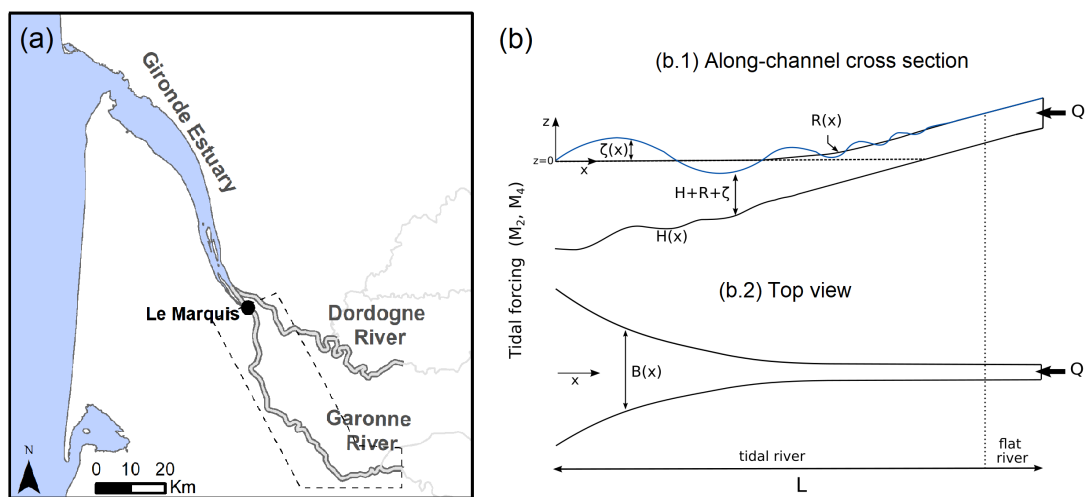 (a)
Gironde Estuary
Le Marquis
Dordogne
River
Garonne
River
N
0 10 20
Km
(b)
(b.1) Along-channel cross section
Q
z
R(x)
ζ(x)
z=0
x
H+R+ζ
H(x)
Tidal forcing (M2, M4)
(b.2) Top view
Q
x
B(x)
tidal river
flat
river
L